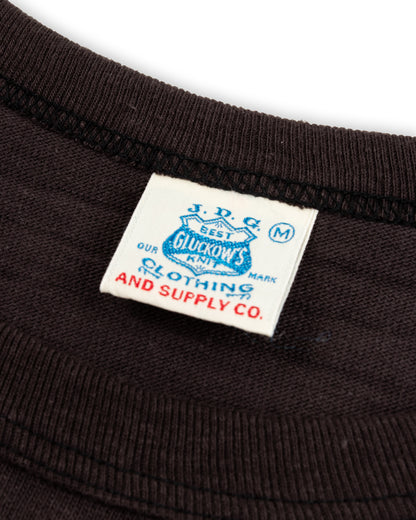 J. D. G.
M
BEST
OUR GLUCKOW'S MARK
KNIT
CLOTHING
AND SUPPLY CO.